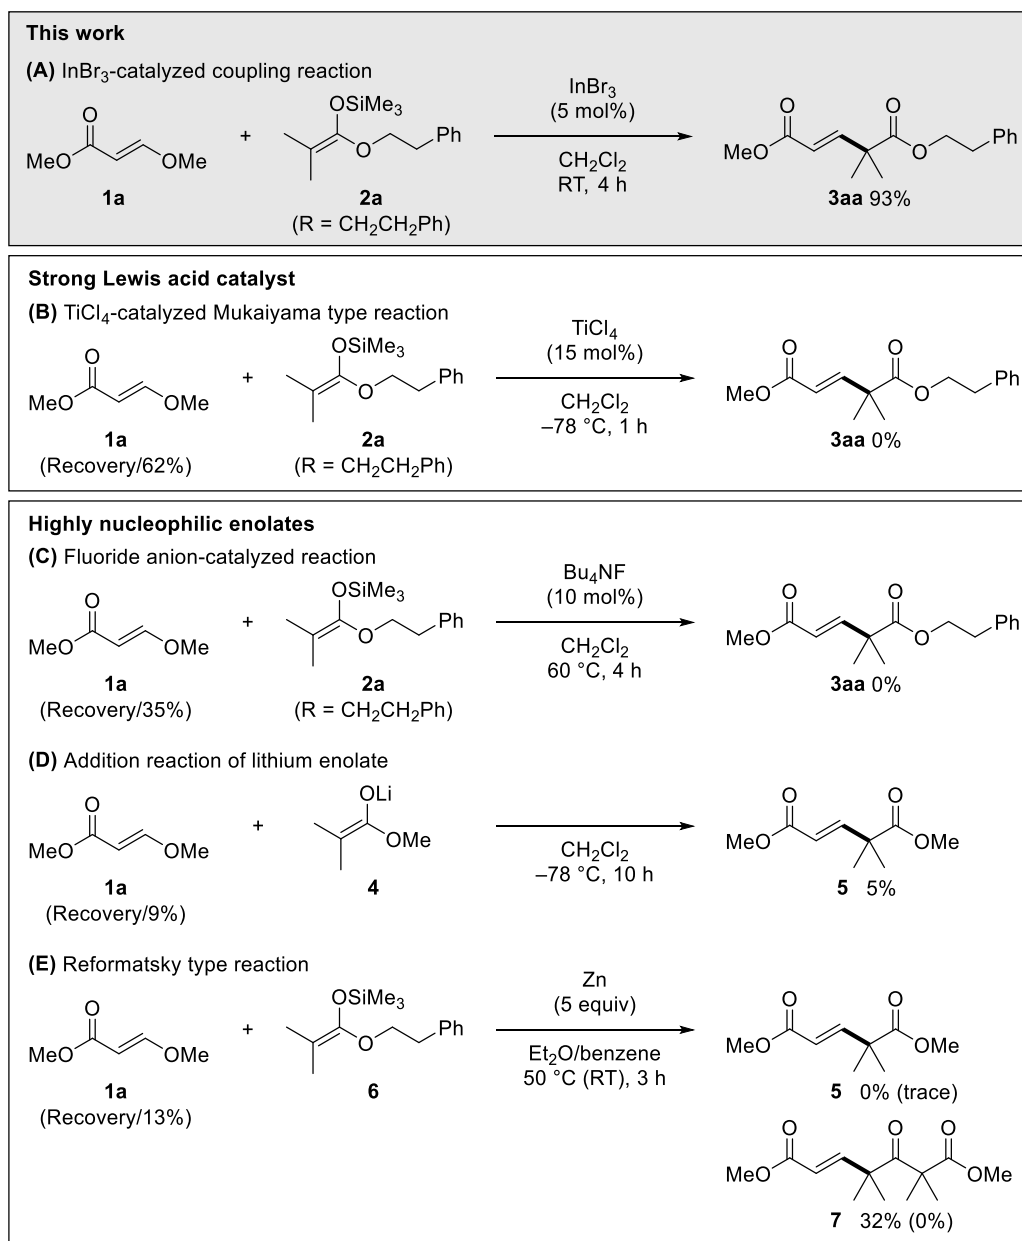 This work
(A) InBr3-catalyzed coupling reaction
O
MeO
OMe
1a
+
OSiMe3
O
Ph
2a
(R = CH2CH2Ph)
InBr3
(5 mol%)
CH2Cl2
RT, 4 h
O
O
MeO
O
Ph
3aa 93%
Strong Lewis acid catalyst
(B) TiCl4-catalyzed Mukaiyama type reaction
O
MeO
OMe
1a
(Recovery/62%)
+
OSiMe3
O
Ph
2a
(R = CH2CH2Ph)
TiCl4
(15 mol%)
CH2Cl2
–78 °C, 1 h
O
O
MeO
O
Ph
3aa 0%
Highly nucleophilic enolates
(C) Fluoride anion-catalyzed reaction
O
MeO
OMe
1a
(Recovery/35%)
+
OSiMe3
O
Ph
2a
(R = CH2CH2Ph)
Bu4NF
(10 mol%)
CH2Cl2
60 °C, 4 h
O
O
MeO
O
Ph
3aa 0%
(D) Addition reaction of lithium enolate
O
MeO
OMe
1a
(Recovery/9%)
+
OLi
OMe
4
CH2Cl2
–78 °C, 10 h
O
O
MeO
OMe
5 5%
(E) Reformatsky type reaction
O
MeO
OMe
1a
(Recovery/13%)
+
OSiMe3
O
Ph
6
Zn
(5 equiv)
Et2O/benzene
50 °C (RT), 3 h
O
O
MeO
OMe
5 0% (trace)
O
O
O
MeO
OMe
7 32% (0%)